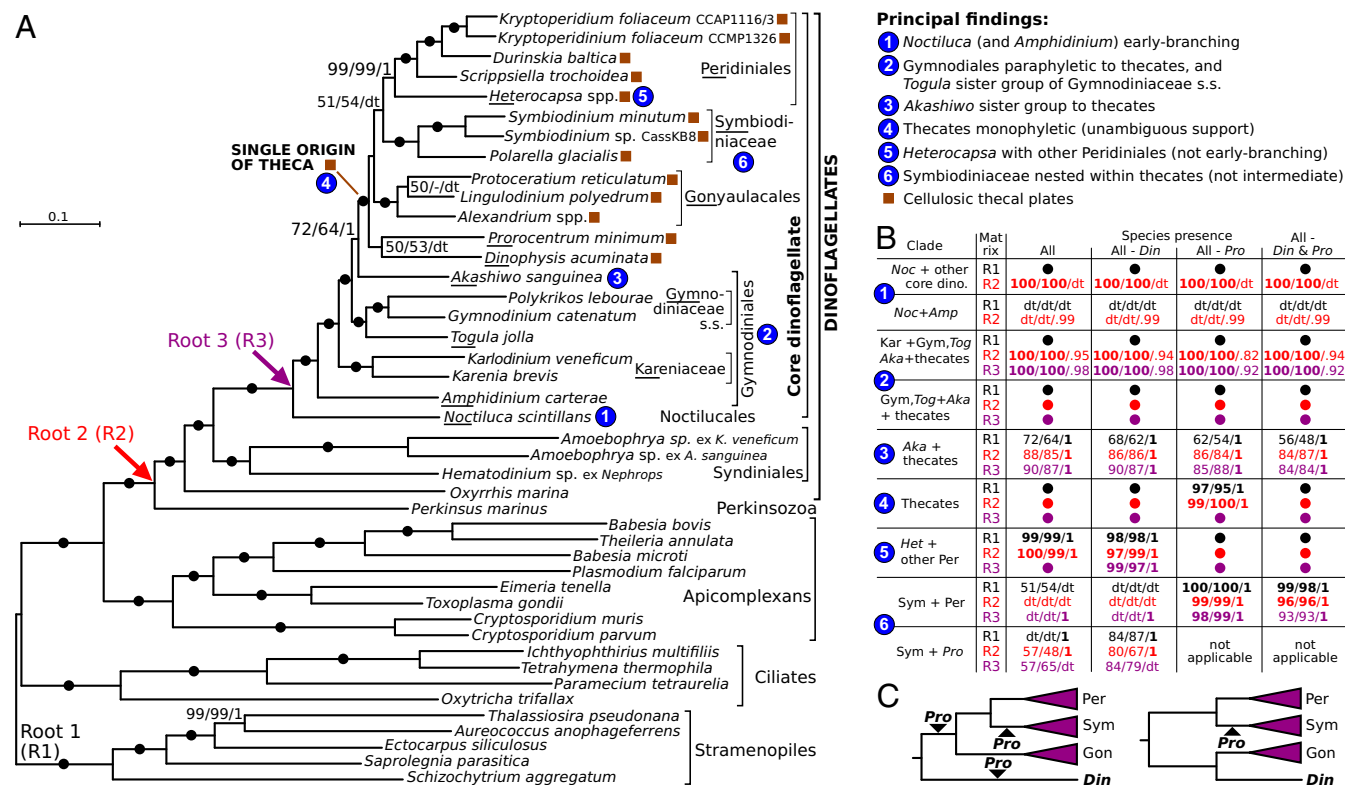 A
Kryptoperidium foliaceum CCAP1116/3
Kryptoperidinium foliaceum CCMP1326
Durinskia baltica
Scrippsiella trochoidea
Heterocapsa spp. 5
Peridiniales
99/99/1
51/54/dt
Symbiodinium minutum
Symbiodinium sp. CassKB8
Polarella glacialis
Symbiodi-
niaceae
6
SINGLE ORIGIN
OF THECA
4
Protoceratium reticulatum
50/-/dt
Lingulodinium polyedrum
Alexandrium spp.
Gonyaulacales
0.1
72/64/1
Prorocentrum minimum
50/53/dt
Dinophysis acuminata
Akashiwo sanguinea 3
Polykrikos lebourae
Gymnodinium catenatum
Gymno-
diniaceae
s.s.
Togula jolla
Karlodinium veneficum
Karenia brevis
Kareniaceae
Amphidinium carterae
Gymnodiniales
2
Noctiluca scintillans 1
Noctilucales
Core dinoflagellate
DINOFLAGELLATES
Root 3 (R3)
Root 2 (R2)
Amoebophrya sp. ex K. veneficum
Amoebophrya sp. ex A. sanguinea
Hematodinium sp. ex Nephrops
Syndiniales
Oxyrrhis marina
Perkinsus marinus
Perkinsozoa
Babesia bovis
Theileria annulata
Babesia microti
Plasmodium falciparum
Eimeria tenella
Toxoplasma gondii
Cryptosporidium muris
Cryptosporidium parvum
Apicomplexans
Ichthyophthirius multifiliis
Tetrahymena thermophila
Paramecium tetraurelia
Oxytricha trifallax
Ciliates
99/99/1
Root 1
(R1)
Thalassiosira pseudonana
Aureococcus anophageferrens
Ectocarpus siliculosus
Saprolegnia parasitica
Schizochytrium aggregatum
Stramenopiles
Principal findings:
1 Noctiluca (and Amphidinium) early-branching
2 Gymnodiales paraphyletic to thecates, and
Togula sister group of Gymnodiniaceae s.s.
3 Akashiwo sister group to thecates
4 Thecates monophyletic (unambiguous support)
5 Heterocapsa with other Peridiniales (not early-branching)
6 Symbiodiniaceae nested within thecates (not intermediate)
Cellulosic thecal plates
B
Clade
Mat
rix
Species presence
All All - Din All - Pro All -
Din & Pro
1
Noc + other
core dino.
R1
R2 100/100/dt 100/100/dt 100/100/dt 100/100/dt
Noc+Amp
R1 dt/dt/dt dt/dt/dt dt/dt/dt dt/dt/dt
R2 dt/dt/.99 dt/dt/.99 dt/dt/.99 dt/dt/.99
2
Kar +Gym,Tog
Aka+thecates
R1
R2 100/100/.95 100/100/.94 100/100/.82 100/100/.94
R3 100/100/.98 100/100/.98 100/100/.92 100/100/.92
Gym,Tog+Aka
+ thecates
R1
R2
R3
3
Aka +
thecates
R1 72/64/1 68/62/1 62/54/1 56/48/1
R2 88/85/1 86/86/1 86/84/1 84/87/1
R3 90/87/1 90/87/1 85/88/1 84/84/1
4
Thecates
R1 97/95/1
R2 99/100/1
R3
5
Het +
other Per
R1 99/99/1 98/98/1
R2 100/99/1 97/99/1
R3 99/97/1
6
Sym + Per
R1 51/54/dt dt/dt/dt 100/100/1 99/98/1
R2 dt/dt/dt dt/dt/dt 99/99/1 96/96/1
R3 dt/dt/1 dt/dt/1 98/99/1 93/93/1
Sym + Pro
R1 dt/dt/1 84/87/1
R2 57/48/1 80/67/1
R3 57/65/dt 84/79/dt
not
applicable
not
applicable
C
Per
Pro
Sym
Pro
Gon
Pro
Din
Per
Sym
Pro
Gon
Din